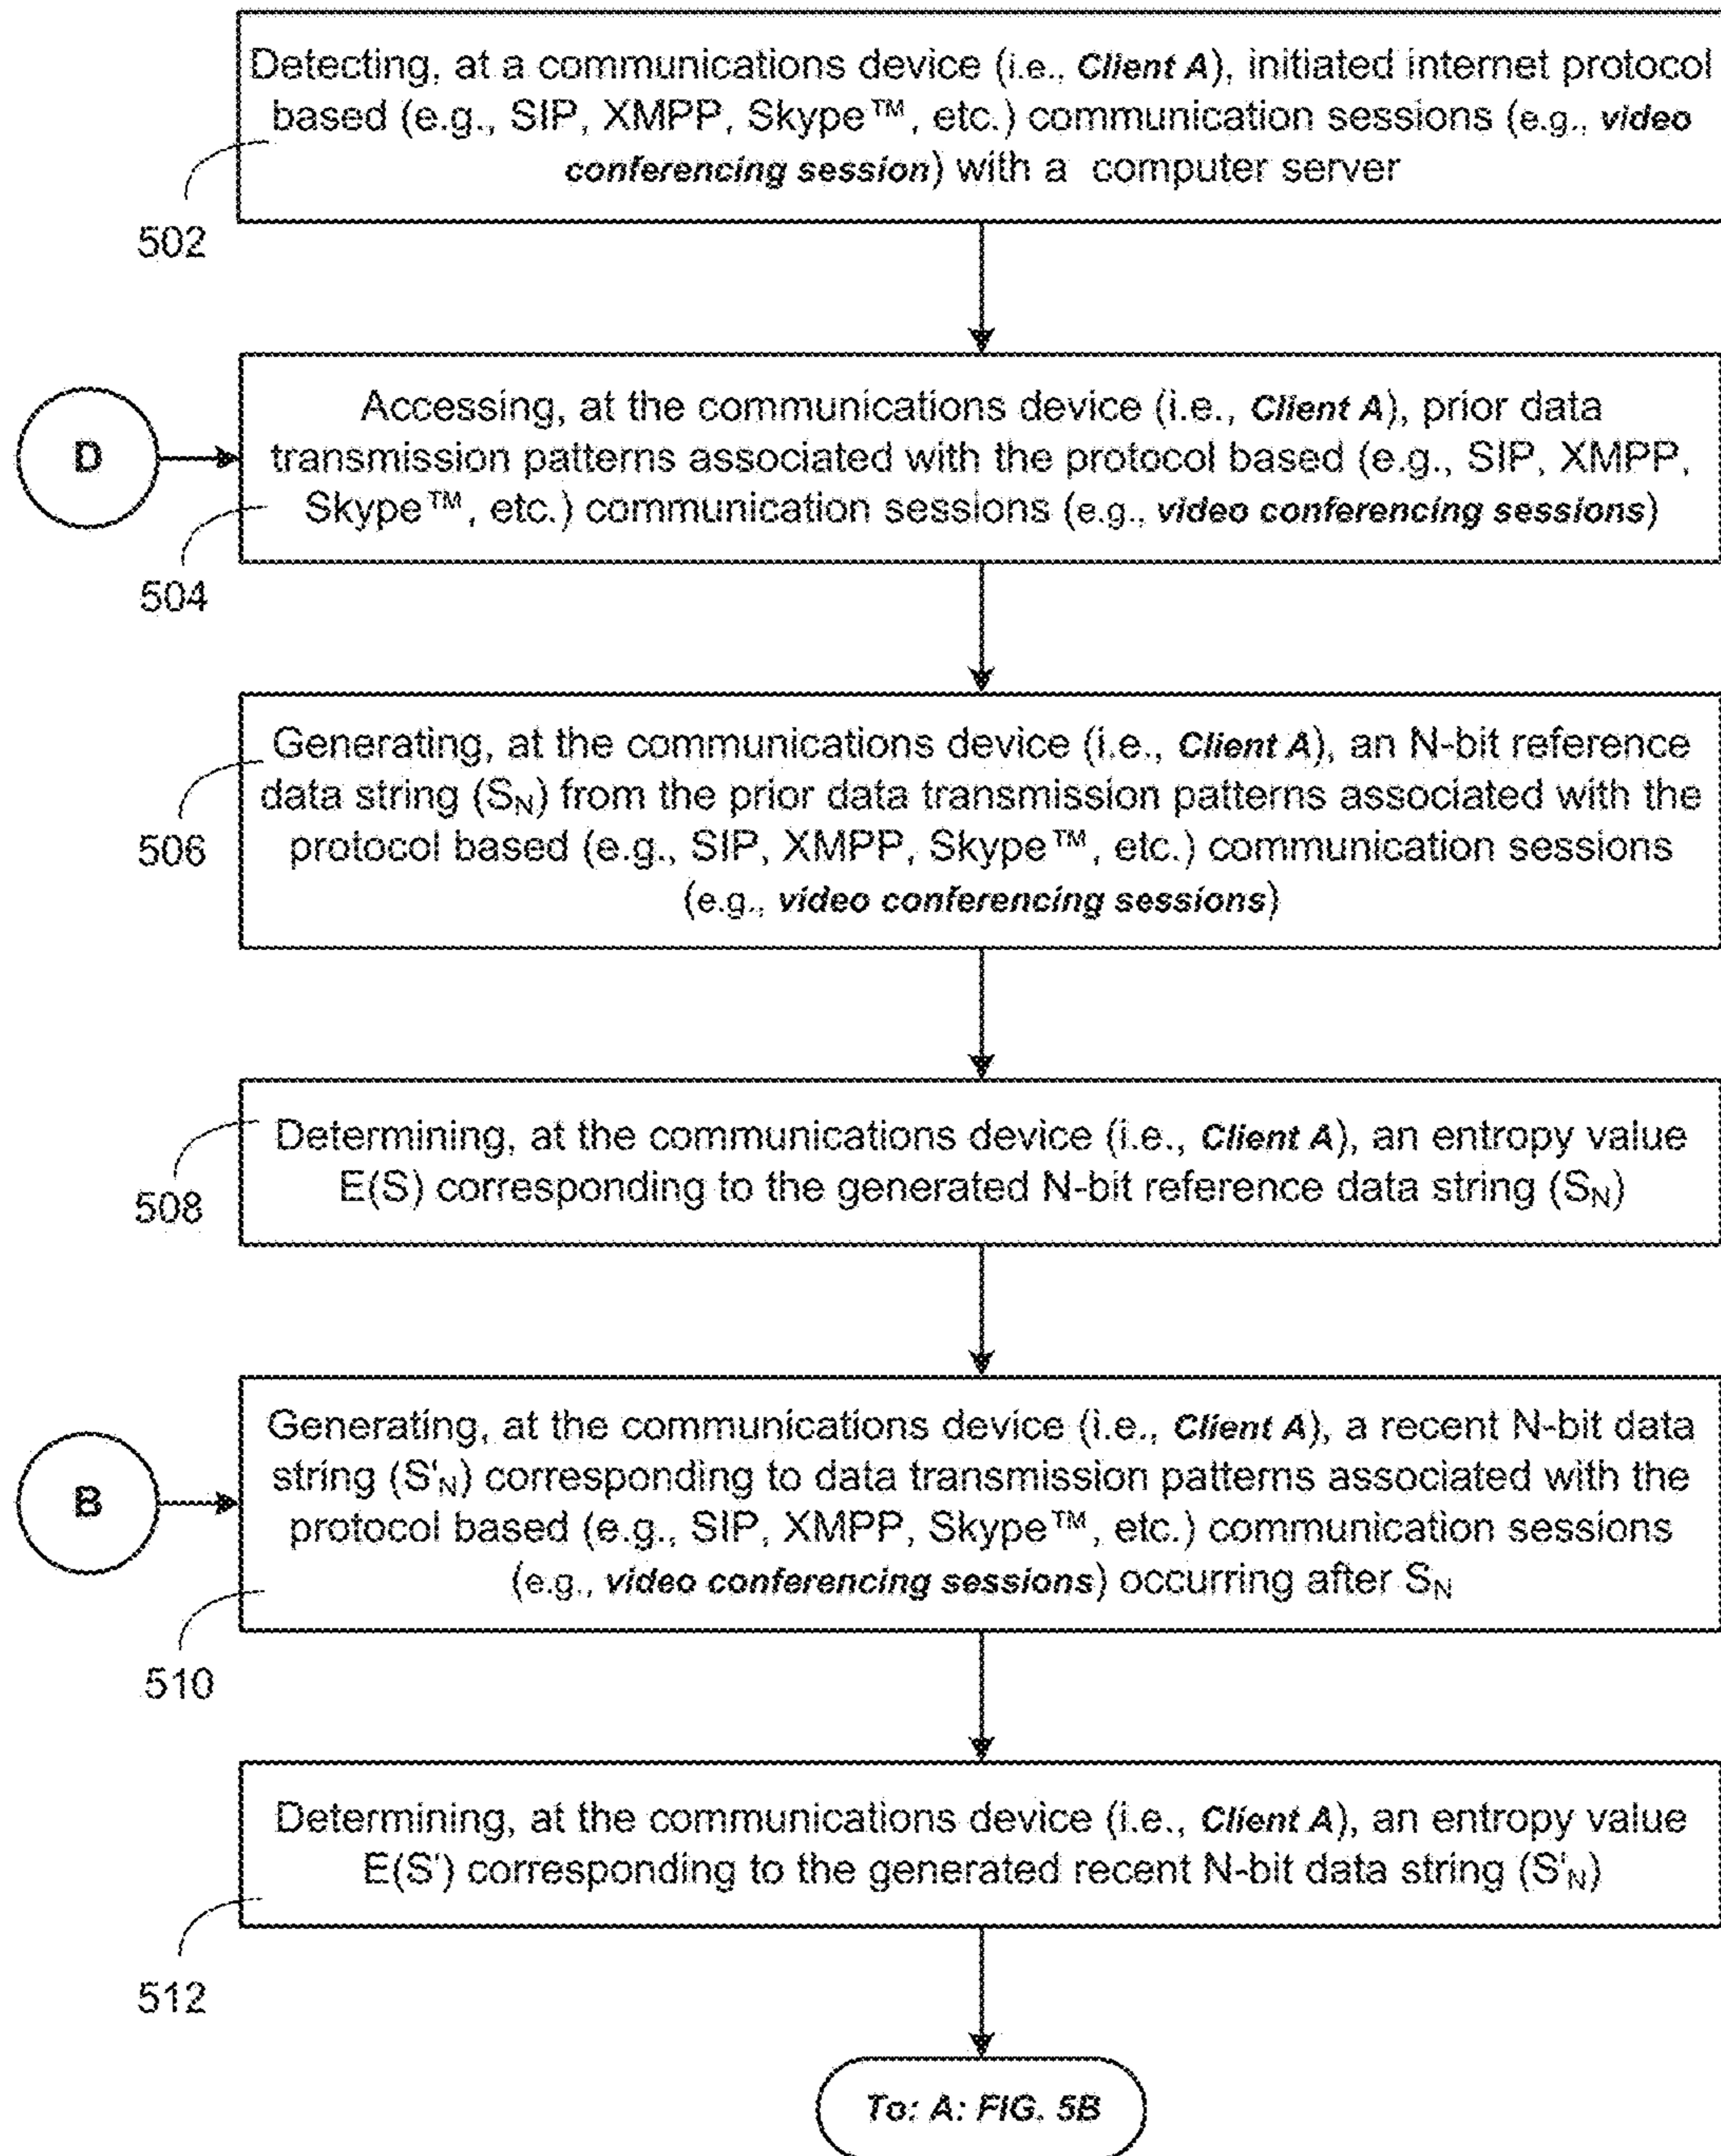 Detecting, at a communications device (i.e., Client A), initiated internet protocol
based (e.g., SIP, XMPP, Skype™, etc.) communication sessions (e.g., video
conferencing session) with a computer server
502
Accessing, at the communications device (i.e., Client A), prior data
transmission patterns associated with the protocol based (e.g., SIP, XMPP,
Skype™, etc.) communication sessions (e.g., video conferencing sessions)
D
504
Generating, at the communications device (i.e., Client A), an N-bit reference
data string (S_N) from the prior data transmission patterns associated with the
protocol based (e.g., SIP, XMPP, Skype™, etc.) communication sessions
(e.g., video conferencing sessions)
506
Determining, at the communications device (i.e., Client A), an entropy value
E(S) corresponding to the generated N-bit reference data string (S_N)
508
Generating, at the communications device (i.e., Client A), a recent N-bit data
string (S'_N) corresponding to data transmission patterns associated with the
protocol based (e.g., SIP, XMPP, Skype™, etc.) communication sessions
(e.g., video conferencing sessions) occurring after S_N
B
510
Determining, at the communications device (i.e., Client A), an entropy value
E(S') corresponding to the generated recent N-bit data string (S'_N)
512
To: A: FIG. 5B